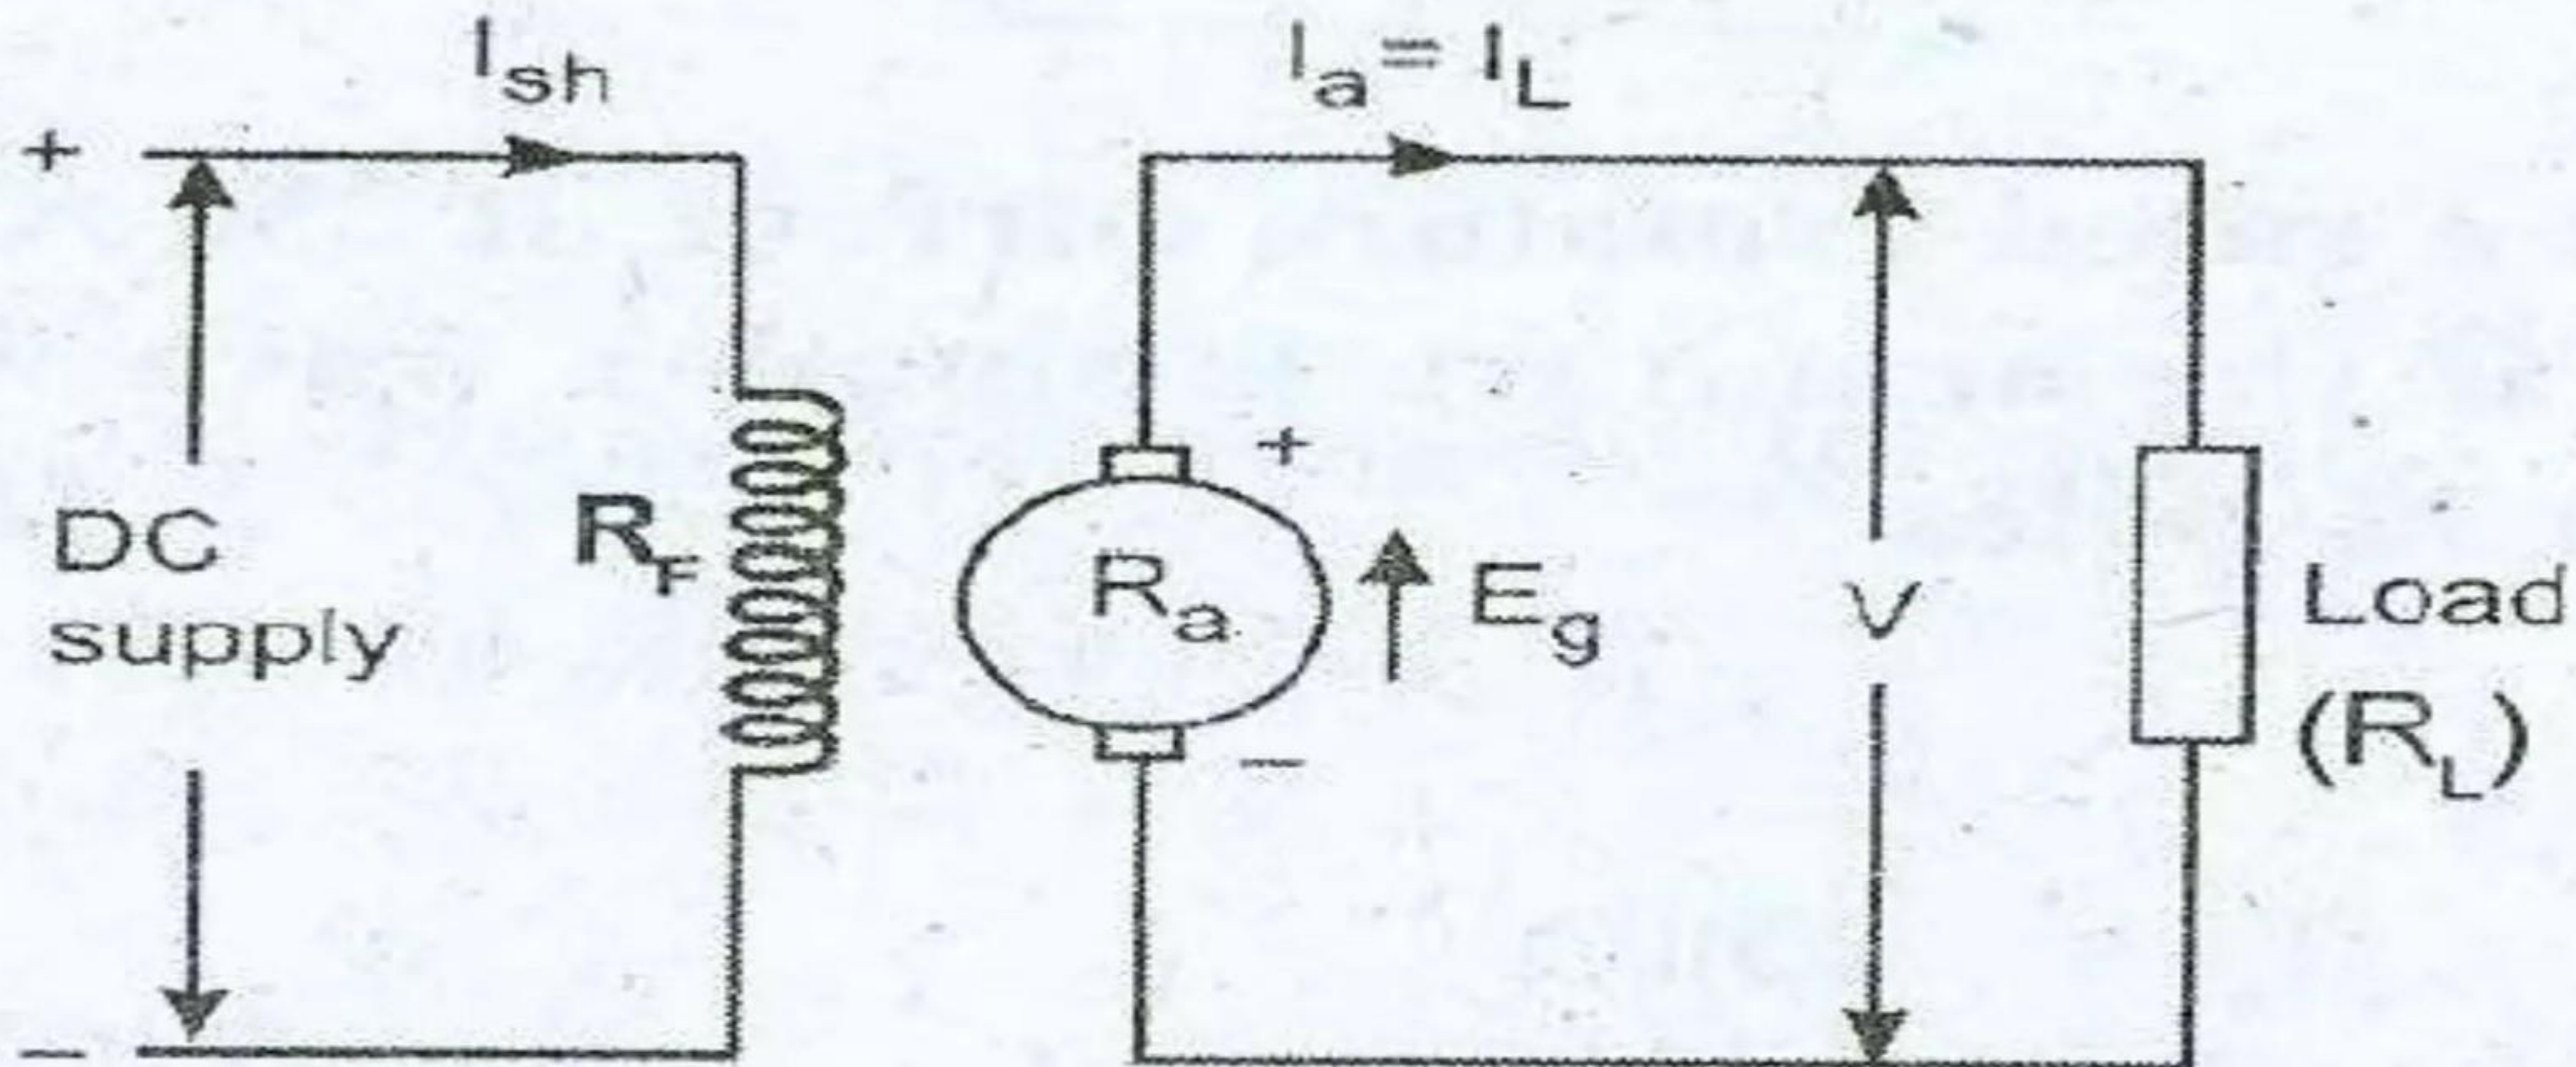 I_sh
I_a = I_L
+
DC
supply
R_F
R_a
+
E_g
V
Load
(R_L)
−
−